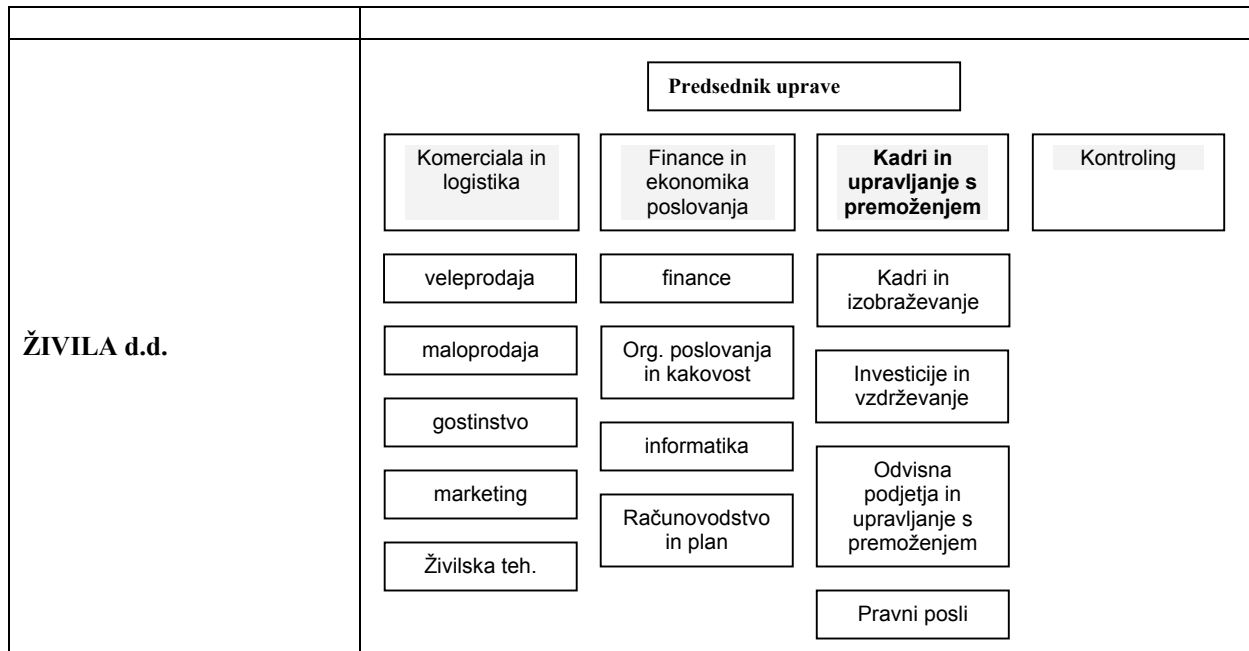 ŽIVILA d.d.
Predsednik uprave
Komerciala in
logistika
veleprodaja
maloprodaja
gostinstvo
marketing
Živilska teh.
Finance in
ekonomika
poslovanja
finance
Org. poslovanja
in kakovost
informatika
Računovodstvo
in plan
Kadri in
upravljanje s
premoženjem
Kadri in
izobraževanje
Investicije in
vzdrževanje
Odvisna
podjetja in
upravljanje s
premoženjem
Pravni posli
Kontroling